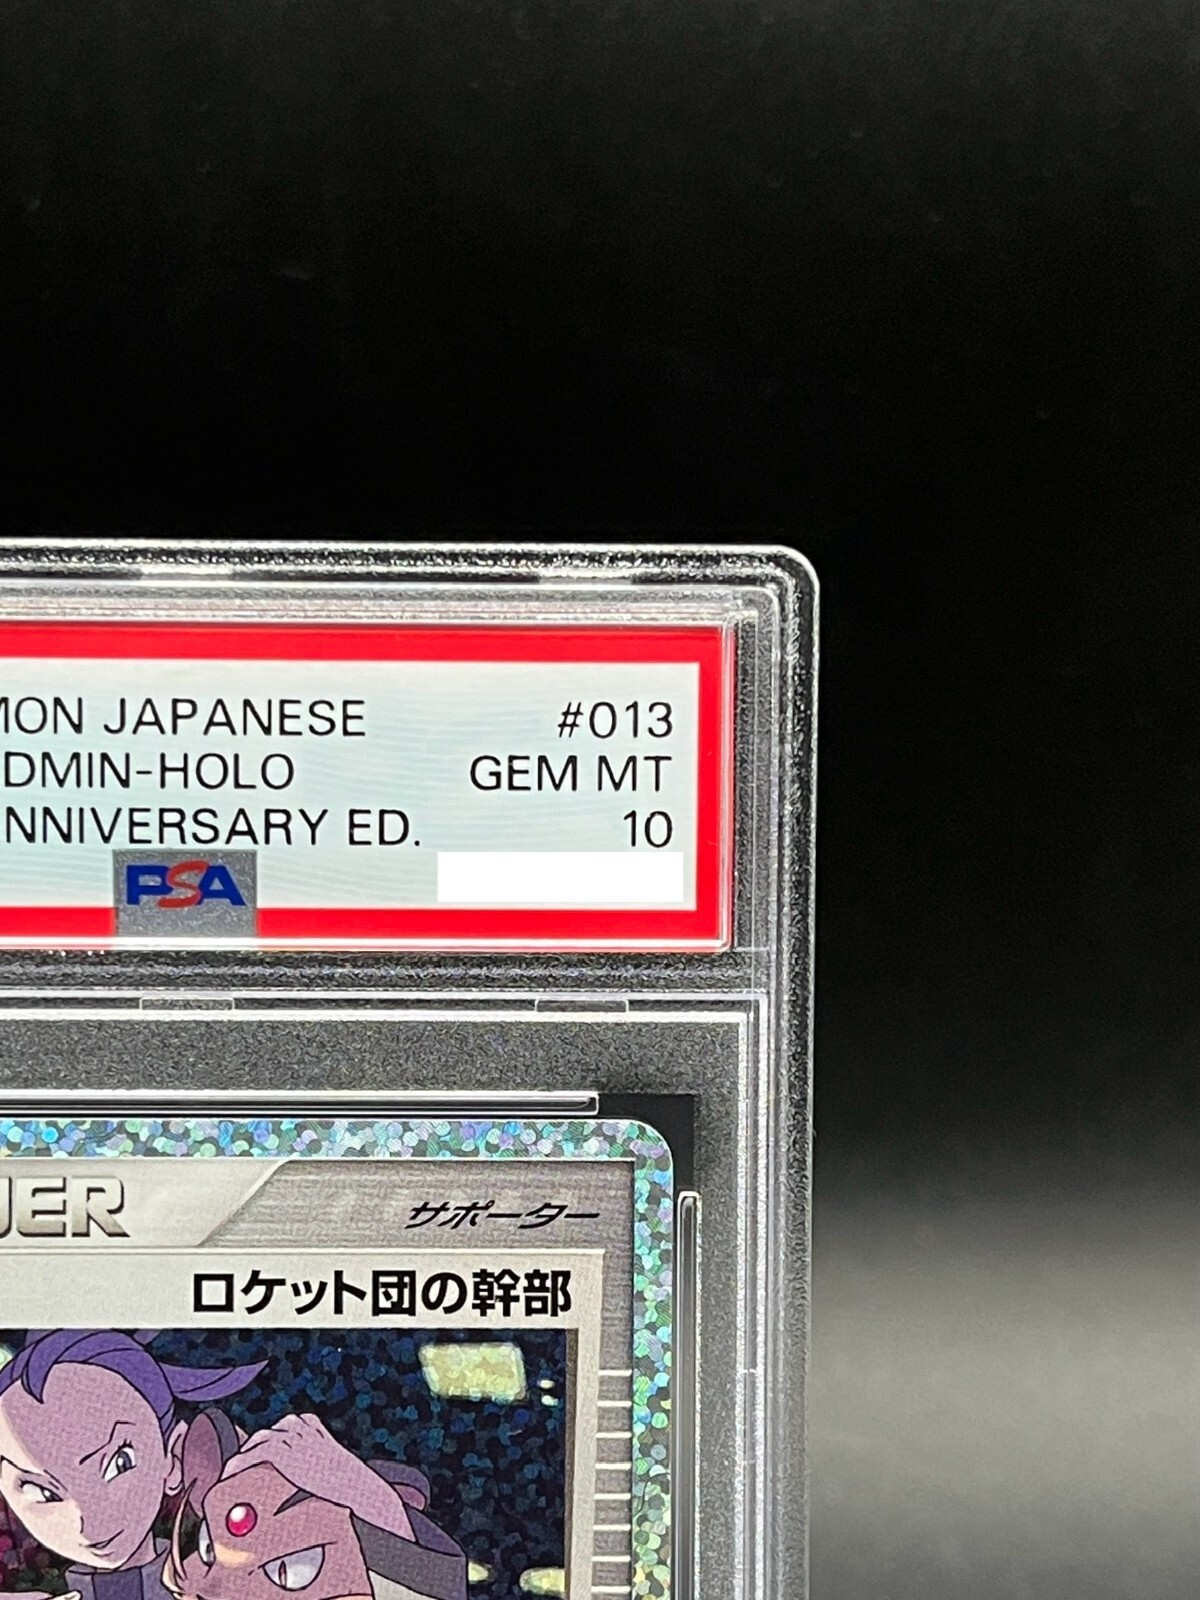 MON JAPANESE #013
DMIN-HOLO GEM MT
NNIVERSARY ED. 10
PSA
UER サポーター
ロケット団の幹部